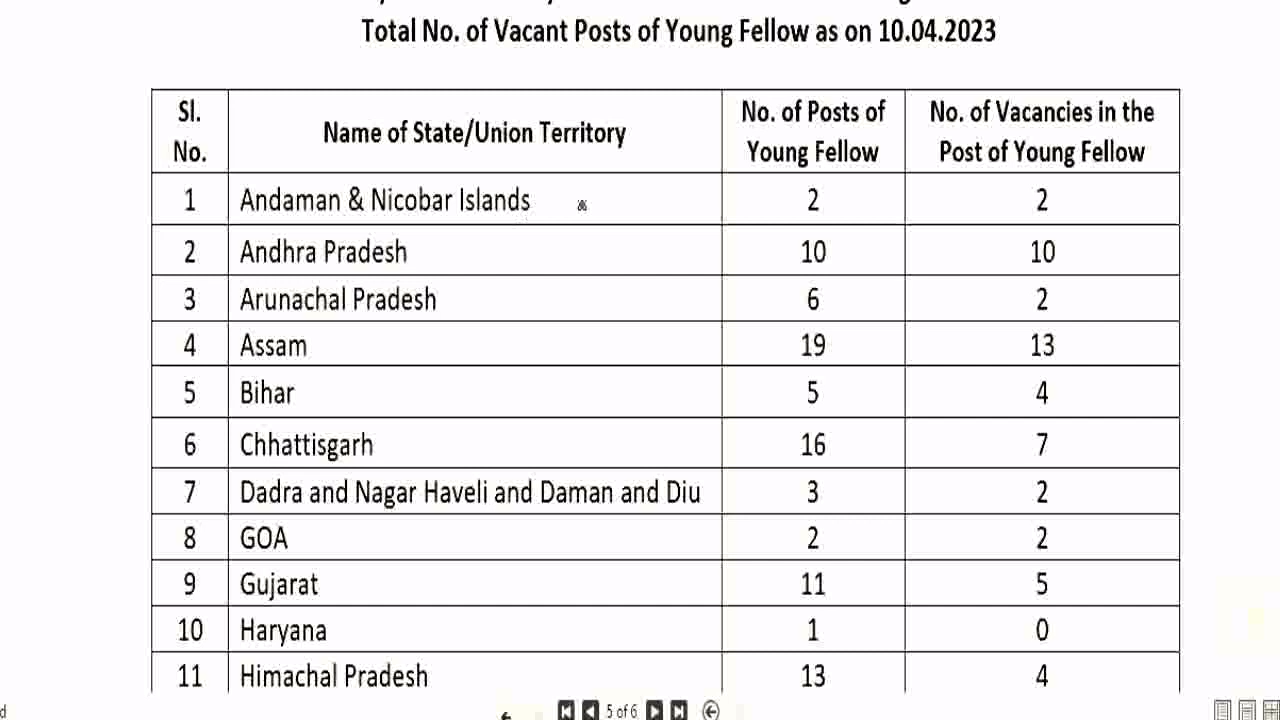 Total No. of Vacant Posts of Young Fellow as on 10.04.2023
Sl. No. Name of State/Union Territory No. of Posts of Young Fellow No. of Vacancies in the Post of Young Fellow
1 Andaman & Nicobar Islands 2 2
2 Andhra Pradesh 10 10
3 Arunachal Pradesh 6 2
4 Assam 19 13
5 Bihar 5 4
6 Chhattisgarh 16 7
7 Dadra and Nagar Haveli and Daman and Diu 3 2
8 GOA 2 2
9 Gujarat 11 5
10 Haryana 1 0
11 Himachal Pradesh 13 4
5 of 6